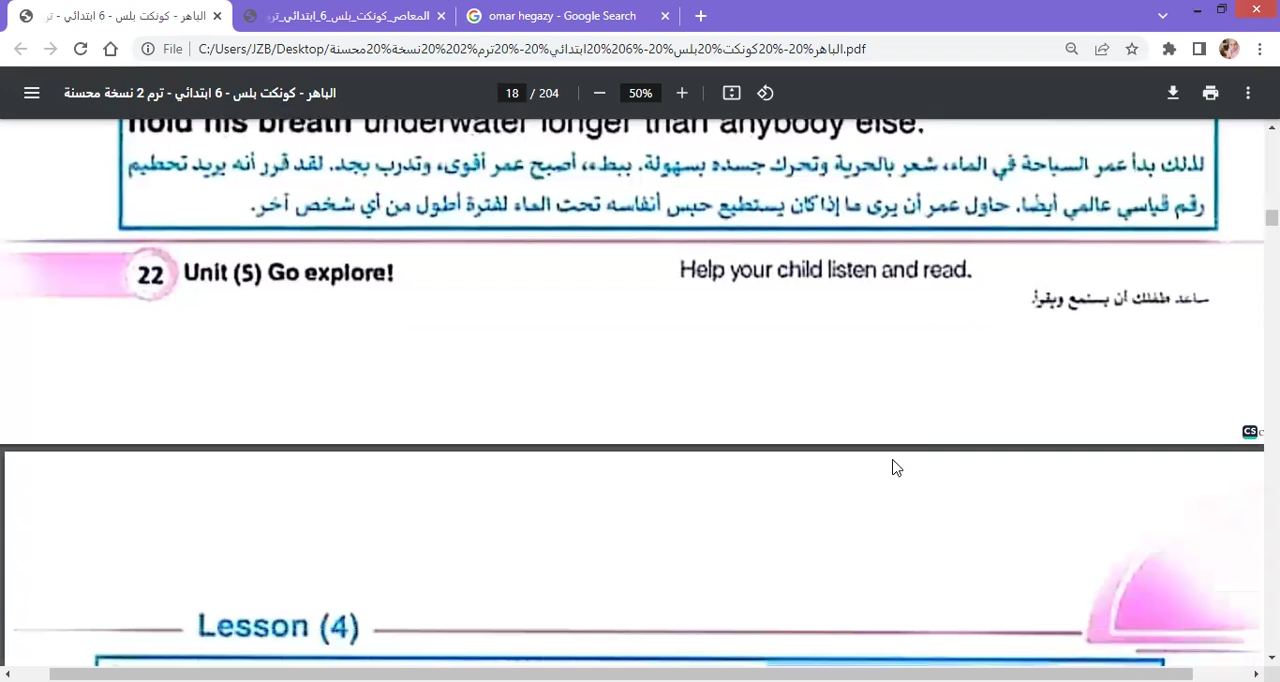 الباهر - كونكت بلس - 6 ابتدائي - تر
المعاصر_كونكت_بلس_6_ابتدائي_تر
omar hegazy - Google Search
File
C:/Users/JZB/Desktop/الباهر%20-%20كونكت%20بلس%20-%206%20ابتدائي%20-%20ترم%202%20نسخة%20محسنة.pdf
الباهر - كونكت بلس - 6 ابتدائي - ترم 2 نسخة محسنة
18 / 204
50%
hold his breath underwater longer than anybody else.
لذلك بدأ عمر السباحة في الماء، شعر بالحرية وتحرك جسده بسهولة. ببطء، أصبح عمر أقوى، وتدرب بجد. لقد قرر أنه يريد تحطيم
رقم قياسي عالمي أيضا. حاول عمر أن يرى ما إذا كان يستطيع حبس أنفاسه تحت الماء لفترة أطول من أي شخص آخر.
22 Unit (5) Go explore!
Help your child listen and read.
ساعد طفلك أن يستمع ويقرأ.
CS
Lesson (4)